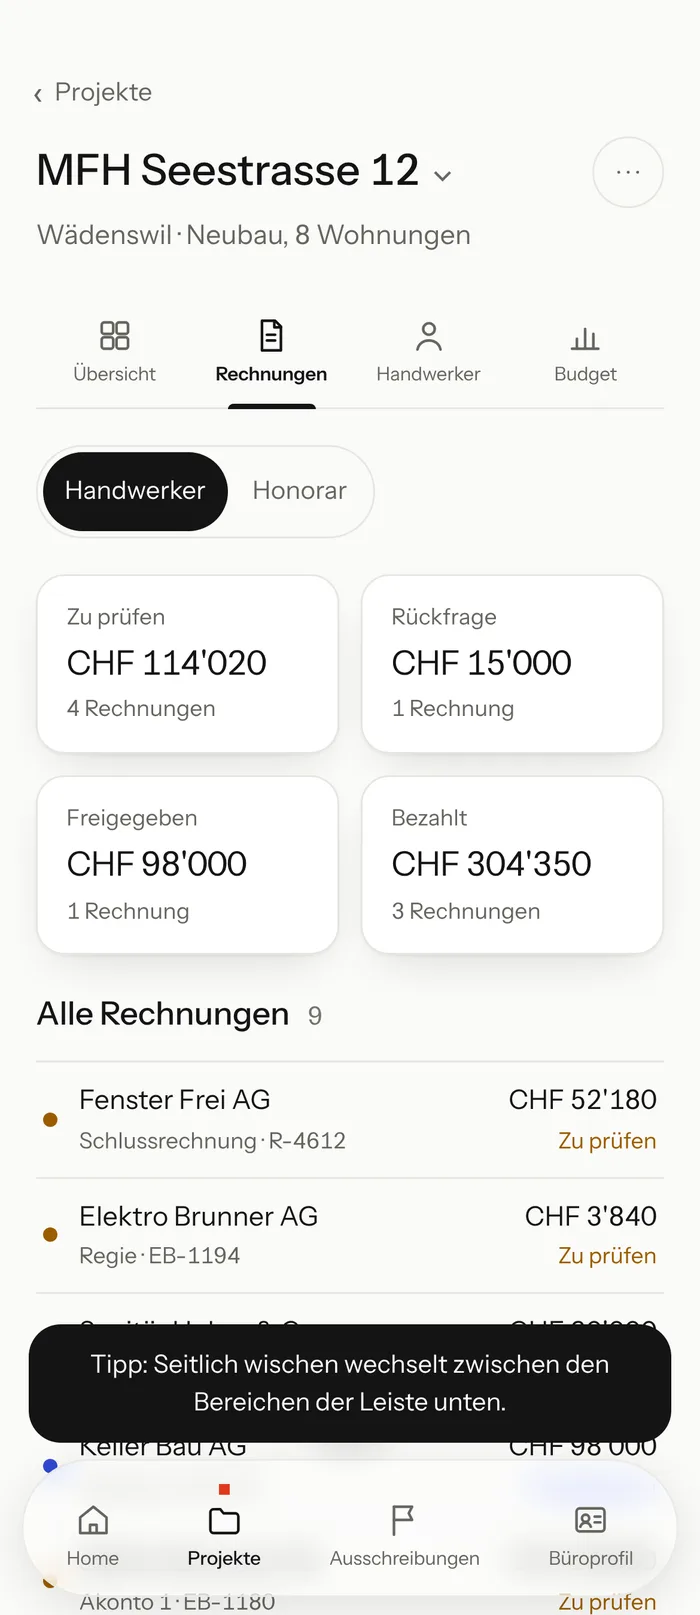 ‹ Projekte
MFH Seestrasse 12
Wädenswil · Neubau, 8 Wohnungen
Übersicht Rechnungen Handwerker Budget
Handwerker Honorar
Zu prüfen
CHF 114'020
4 Rechnungen
Rückfrage
CHF 15'000
1 Rechnung
Freigegeben
CHF 98'000
1 Rechnung
Bezahlt
CHF 304'350
3 Rechnungen
Alle Rechnungen 9
Fenster Frei AG CHF 52'180
Schlussrechnung · R-4612 Zu prüfen
Elektro Brunner AG CHF 3'840
Regie · EB-1194 Zu prüfen
CHF
Tipp: Seitlich wischen wechselt zwischen den
Bereichen der Leiste unten.
Keller Bau AG CHF 98'000
Home Projekte Ausschreibungen Büroprofil
Akonto 1 · EB-1180 Zu prüfen